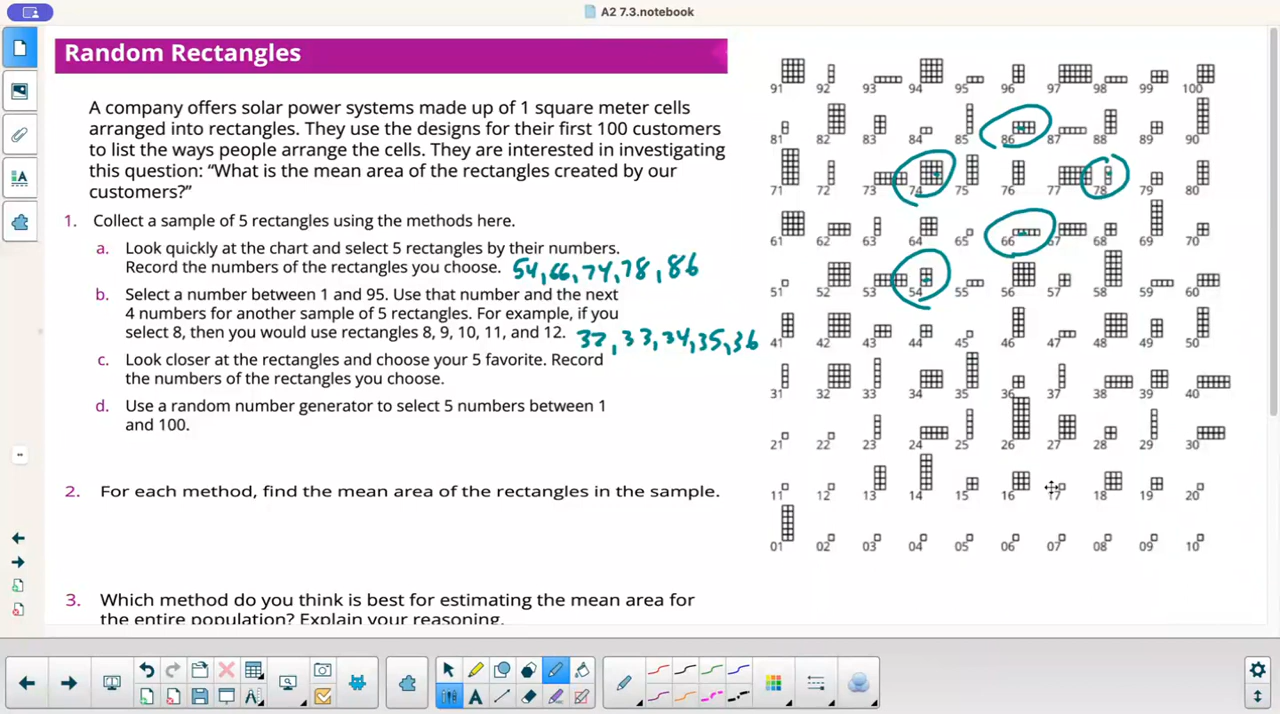 A2 7.3.notebook
Random Rectangles
A company offers solar power systems made up of 1 square meter cells
arranged into rectangles. They use the designs for their first 100 customers
to list the ways people arrange the cells. They are interested in investigating
this question: “What is the mean area of the rectangles created by our
customers?”
1. Collect a sample of 5 rectangles using the methods here.
a. Look quickly at the chart and select 5 rectangles by their numbers.
Record the numbers of the rectangles you choose. 54, 66, 74, 78, 86
b. Select a number between 1 and 95. Use that number and the next
4 numbers for another sample of 5 rectangles. For example, if you
select 8, then you would use rectangles 8, 9, 10, 11, and 12. 32, 33, 34, 35, 36
c. Look closer at the rectangles and choose your 5 favorite. Record
the numbers of the rectangles you choose.
d. Use a random number generator to select 5 numbers between 1
and 100.
2. For each method, find the mean area of the rectangles in the sample.
3. Which method do you think is best for estimating the mean area for
the entire population? Explain your reasoning.
91 92 93 94 95 96 97 98 99 100
81 82 83 84 85 86 87 88 89 90
71 72 73 74 75 76 77 78 79 80
61 62 63 64 65 66 67 68 69 70
51 52 53 54 55 56 57 58 59 60
41 42 43 44 45 46 47 48 49 50
31 32 33 34 35 36 37 38 39 40
21 22 23 24 25 26 27 28 29 30
11 12 13 14 15 16 17 18 19 20
01 02 03 04 05 06 07 08 09 10